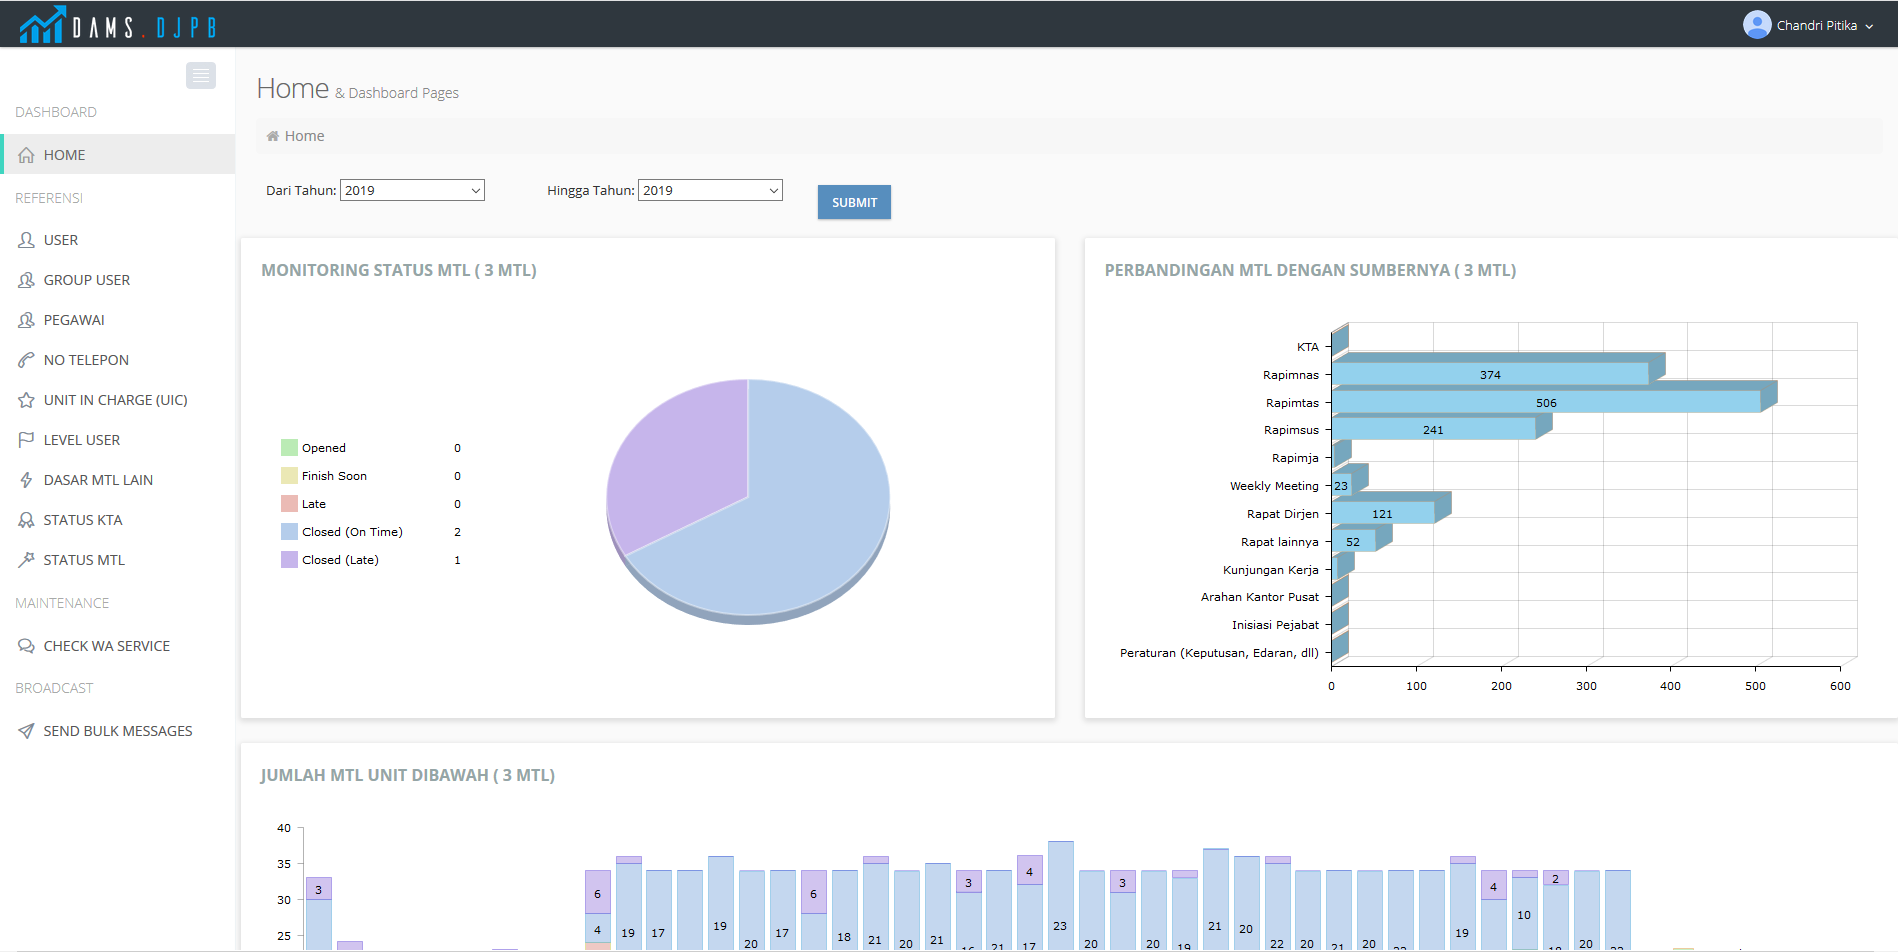 DAMS.DJPB
Chandri Pitika
DASHBOARD
HOME
REFERENSI
USER
GROUP USER
PEGAWAI
NO TELEPON
UNIT IN CHARGE (UIC)
LEVEL USER
DASAR MTL LAIN
STATUS KTA
STATUS MTL
MAINTENANCE
CHECK WA SERVICE
BROADCAST
SEND BULK MESSAGES
Home & Dashboard Pages
Home
Dari Tahun: 2019 Hingga Tahun: 2019 SUBMIT
MONITORING STATUS MTL ( 3 MTL)
Opened 0
Finish Soon 0
Late 0
Closed (On Time) 2
Closed (Late) 1
PERBANDINGAN MTL DENGAN SUMBERNYA ( 3 MTL)
KTA
Rapimnas 374
Rapimtas 506
Rapimsus 241
Rapimja
Weekly Meeting 23
Rapat Dirjen 121
Rapat lainnya 52
Kunjungan Kerja
Arahan Kantor Pusat
Inisiasi Pejabat
Peraturan (Keputusan, Edaran, dll)
0 100 200 300 400 500 600
JUMLAH MTL UNIT DIBAWAH ( 3 MTL)
40
35
30
25
3 6 6 3 4 3 4 2
4 19 17 19 20 17 18 21 20 21 16 21 17 23 20 20 19 21 20 22 20 21 20 19 10 20